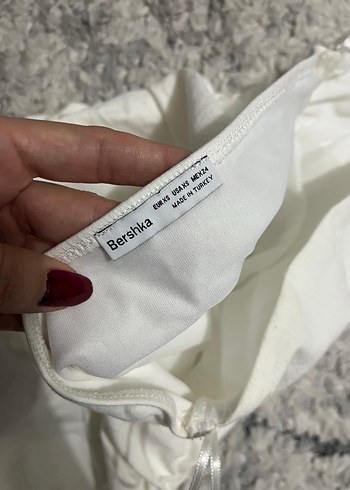 Bershka
EUR XS USA XS MEX 24
MADE IN TURKEY